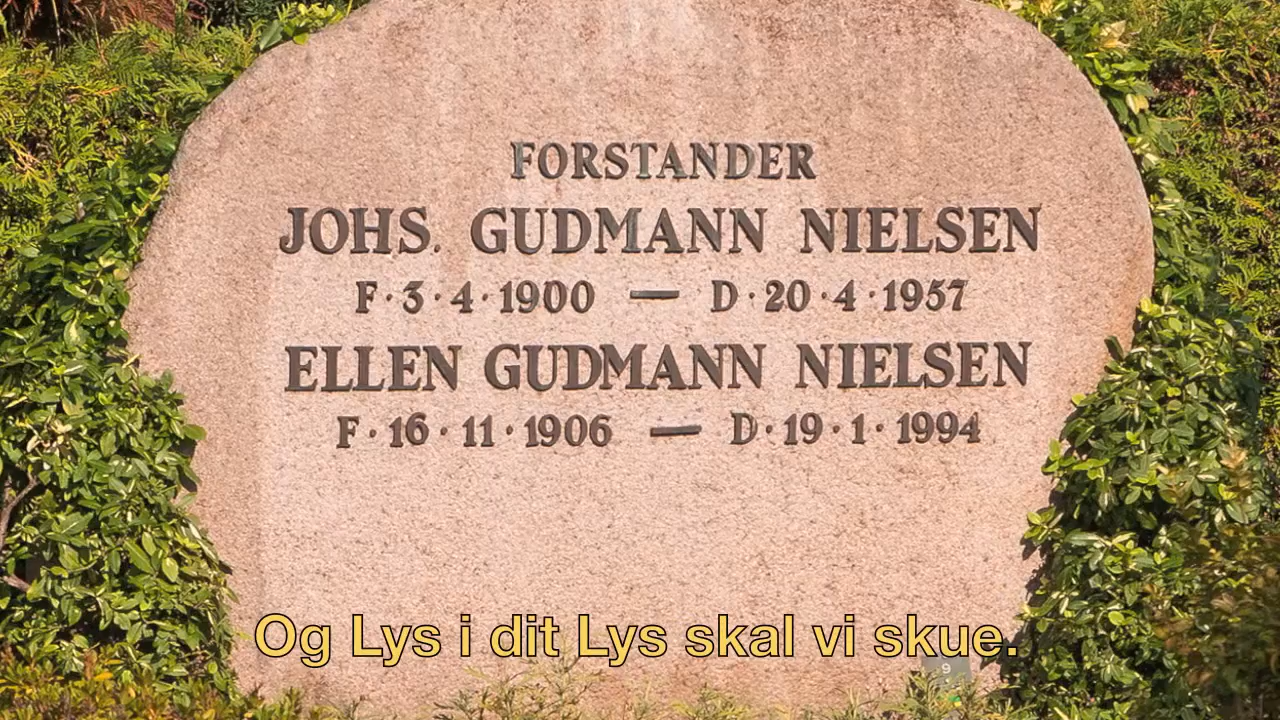 FORSTANDER
JOHS. GUDMANN NIELSEN
F·3·4·1900 — D·20·4·1957
ELLEN GUDMANN NIELSEN
F·16·11·1906 — D·19·1·1994
Og Lys i dit Lys skal vi skue.
9